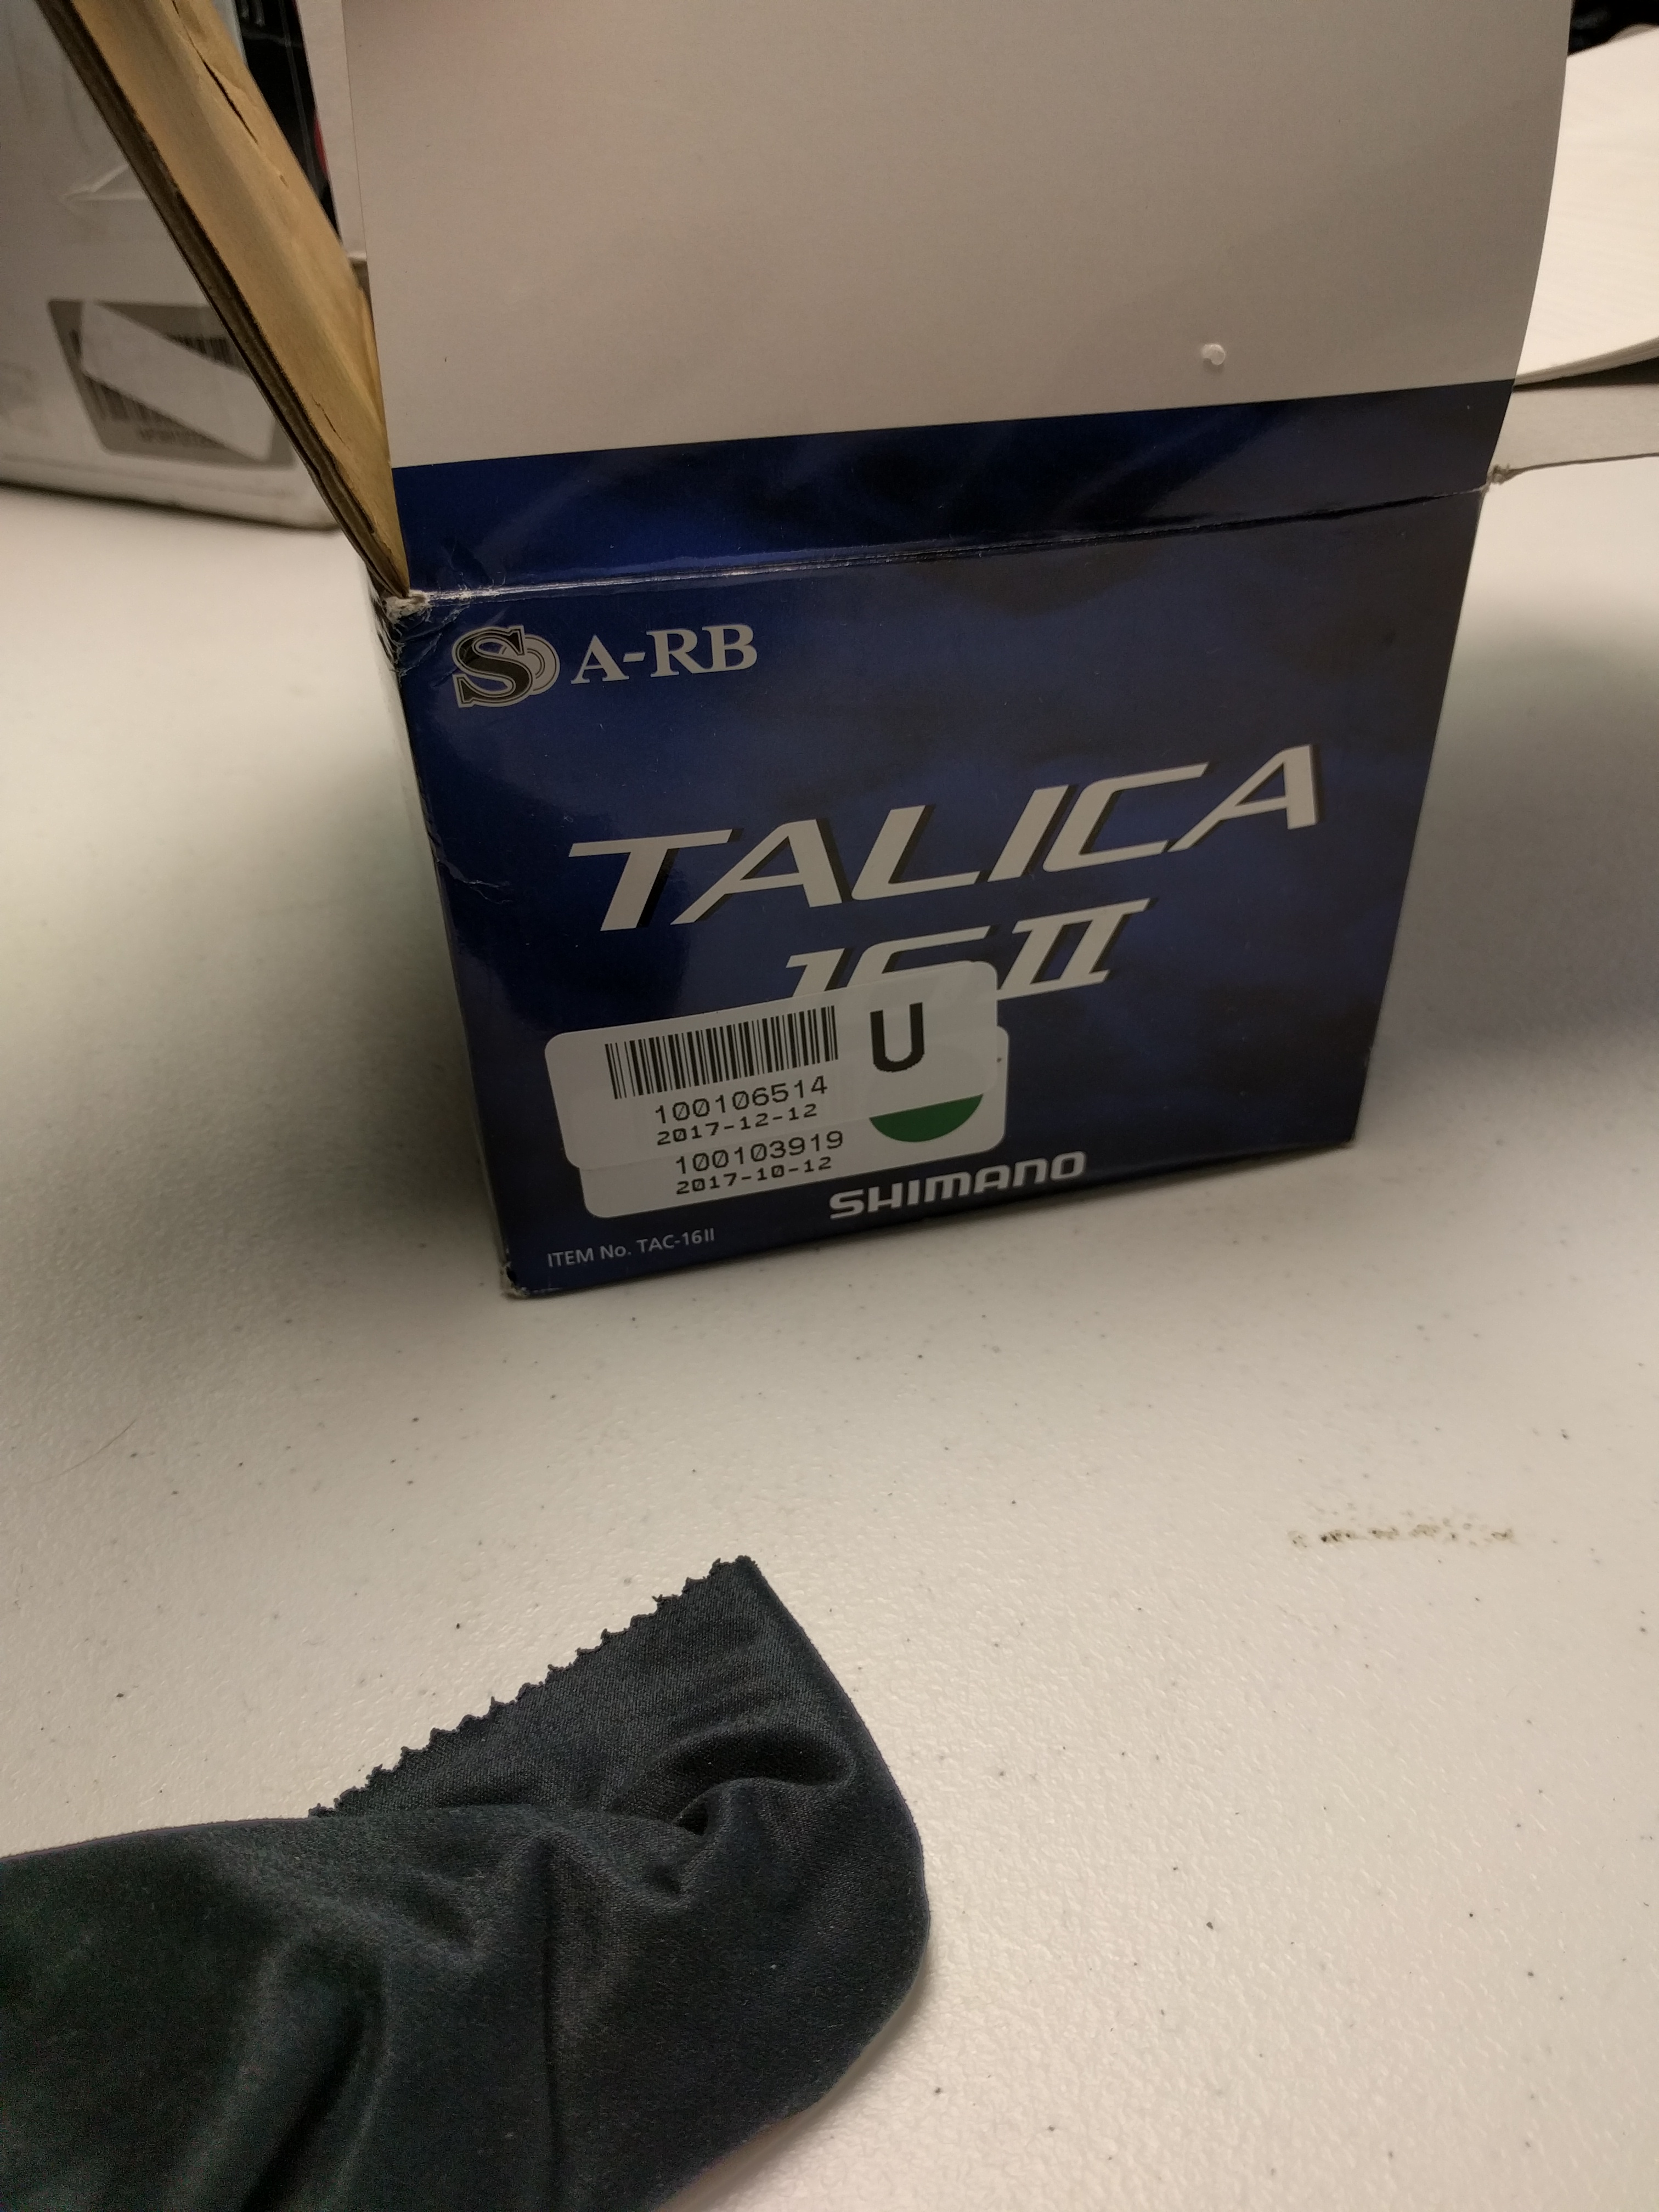 S A-RB
TALICA
16II
U
100106514
2017-12-12
100103919
2017-10-12
SHIMANO
ITEM No. TAC-16II